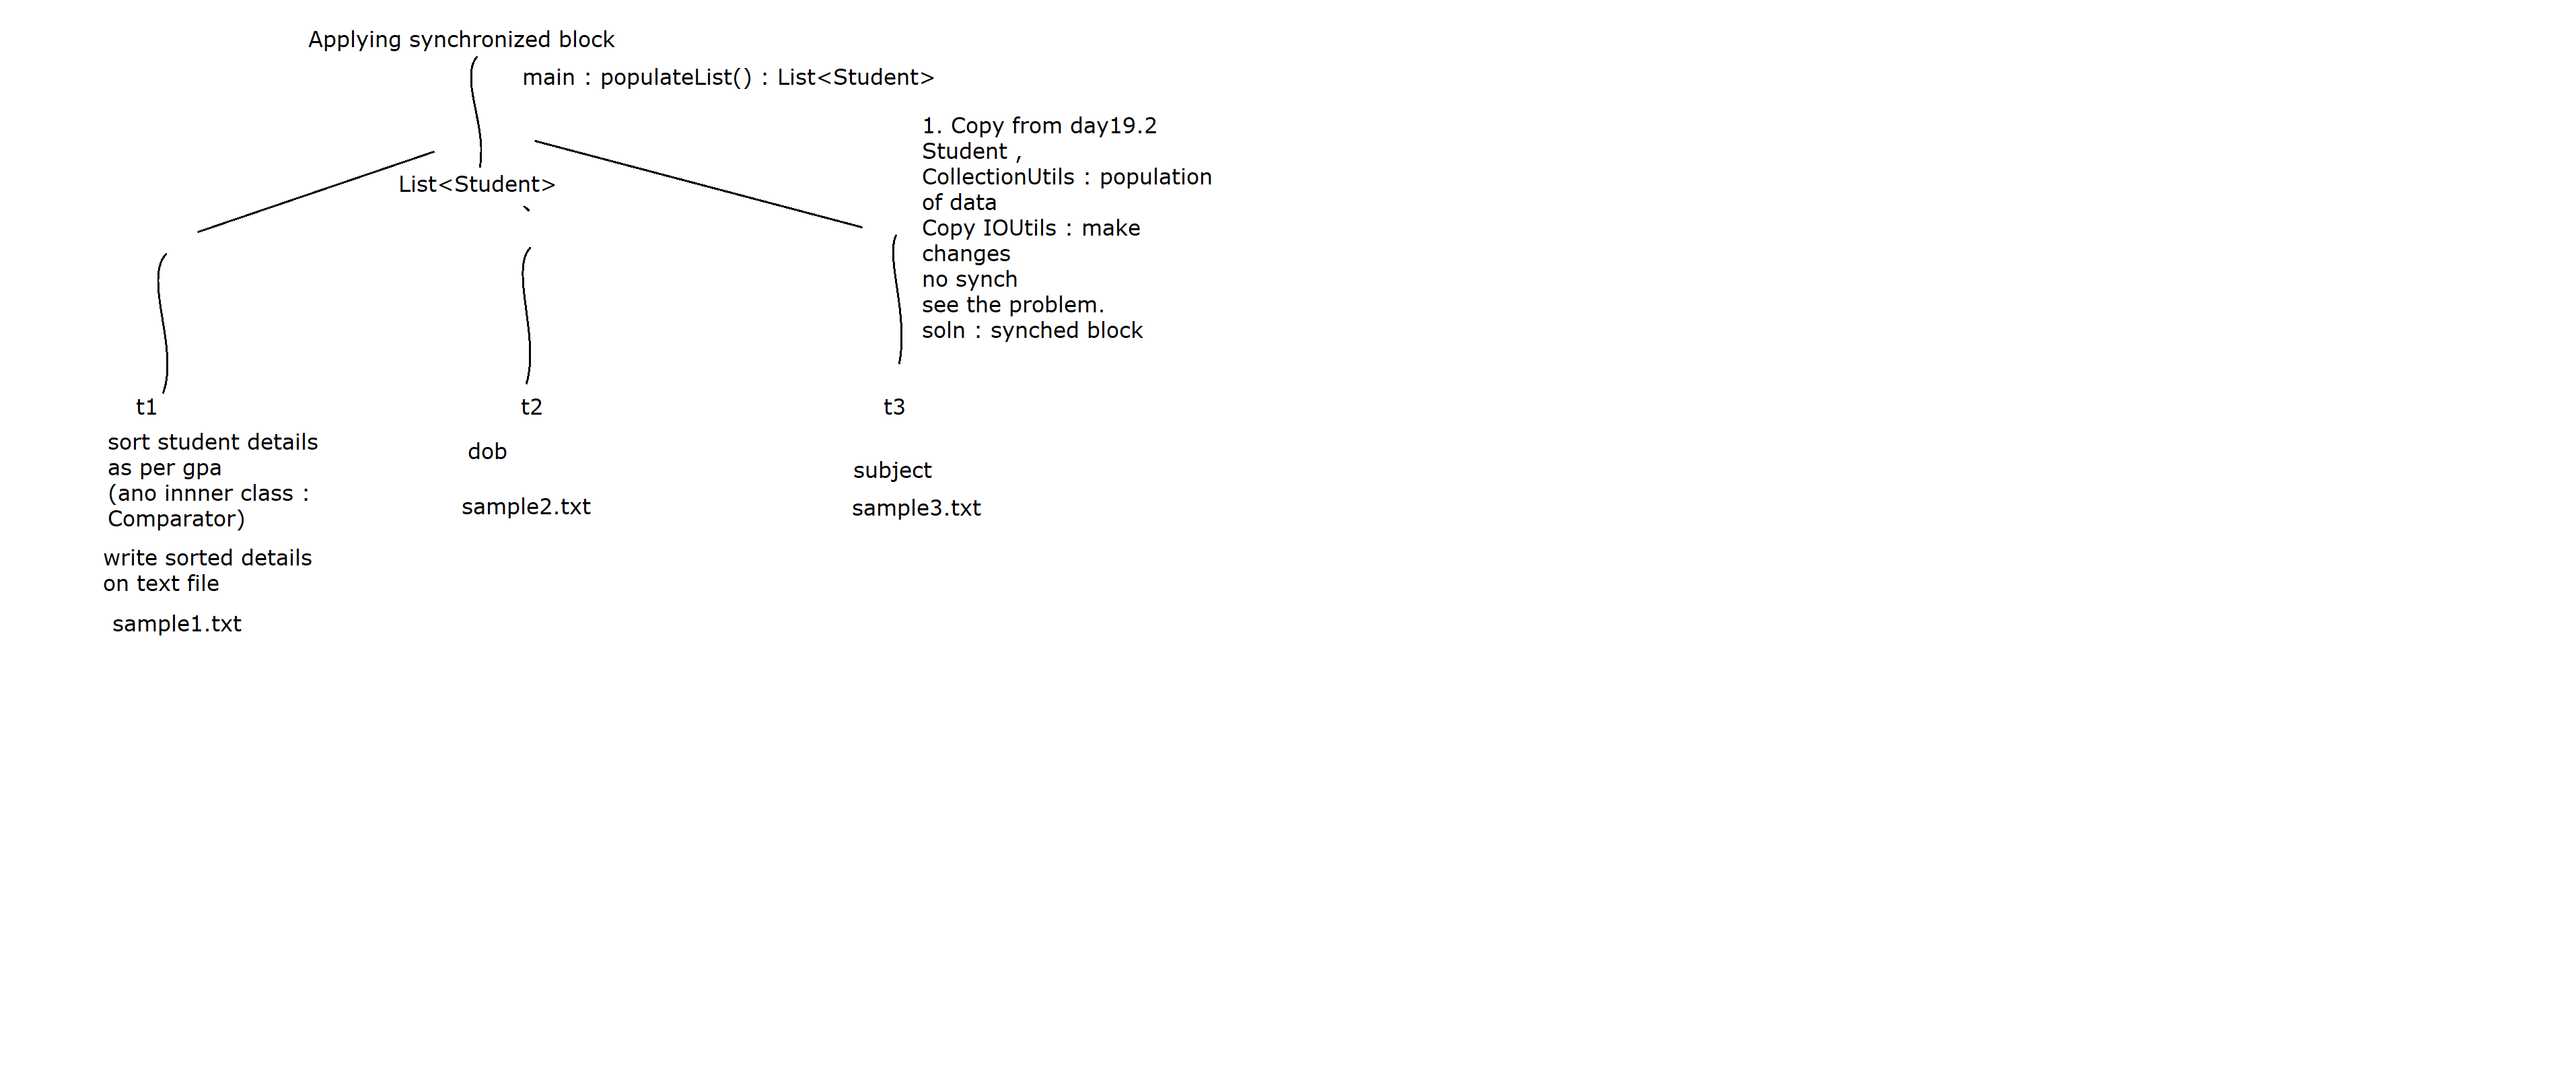 Applying synchronized block
main : populateList() : List<Student>
1. Copy from day19.2
Student ,
CollectionUtils : population
of data
Copy IOUtils : make
changes
no synch
see the problem.
soln : synched block
List<Student>
t1
sort student details
as per gpa
(ano innner class :
Comparator)
write sorted details
on text file
sample1.txt
t2
dob
sample2.txt
t3
subject
sample3.txt